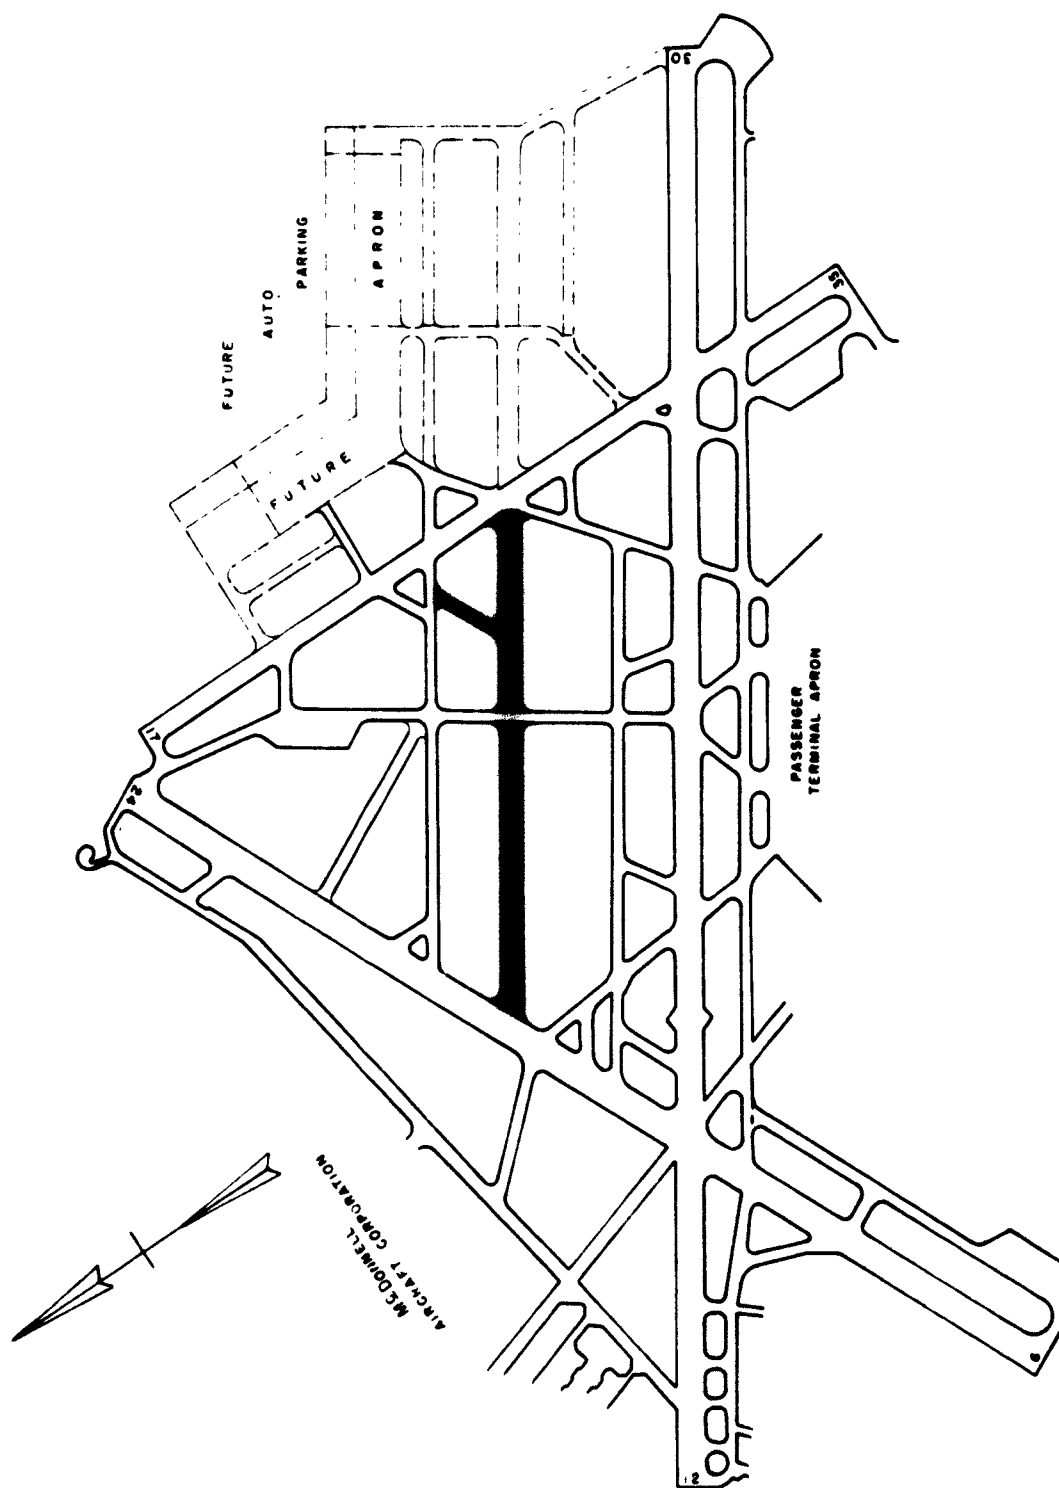 30
FUTURE AUTO PARKING
FUTURE APRON
35
17
24
PASSENGER
TERMINAL APRON
McDONNELL
AIRCRAFT CORPORATION
6
12